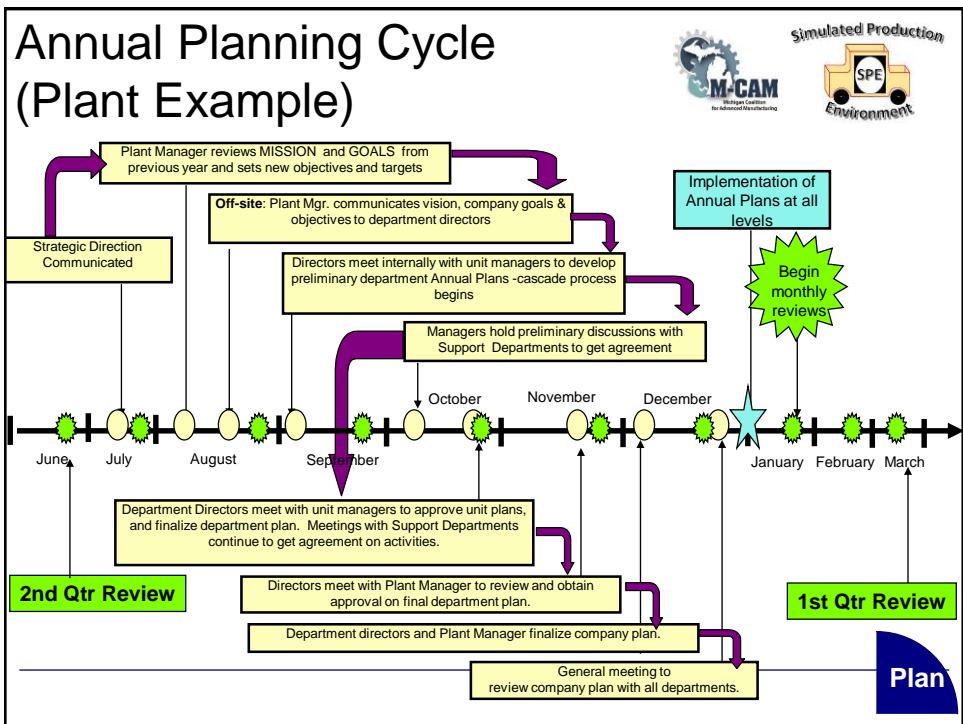 Annual Planning Cycle
(Plant Example)
M-CAM
Michigan Coalition
for Advanced Manufacturing
Simulated Production
SPE
Environment
Plant Manager reviews MISSION and GOALS from
previous year and sets new objectives and targets
Implementation of
Annual Plans at all
levels
Off-site: Plant Mgr. communicates vision, company goals &
objectives to department directors
Strategic Direction
Communicated
Directors meet internally with unit managers to develop
preliminary department Annual Plans -cascade process
begins
Begin
monthly
reviews
Managers hold preliminary discussions with
Support Departments to get agreement
October
November
December
June
July
August
September
January
February
March
Department Directors meet with unit managers to approve unit plans,
and finalize department plan. Meetings with Support Departments
continue to get agreement on activities.
2nd Qtr Review
Directors meet with Plant Manager to review and obtain
approval on final department plan.
1st Qtr Review
Department directors and Plant Manager finalize company plan.
General meeting to
review company plan with all departments.
Plan